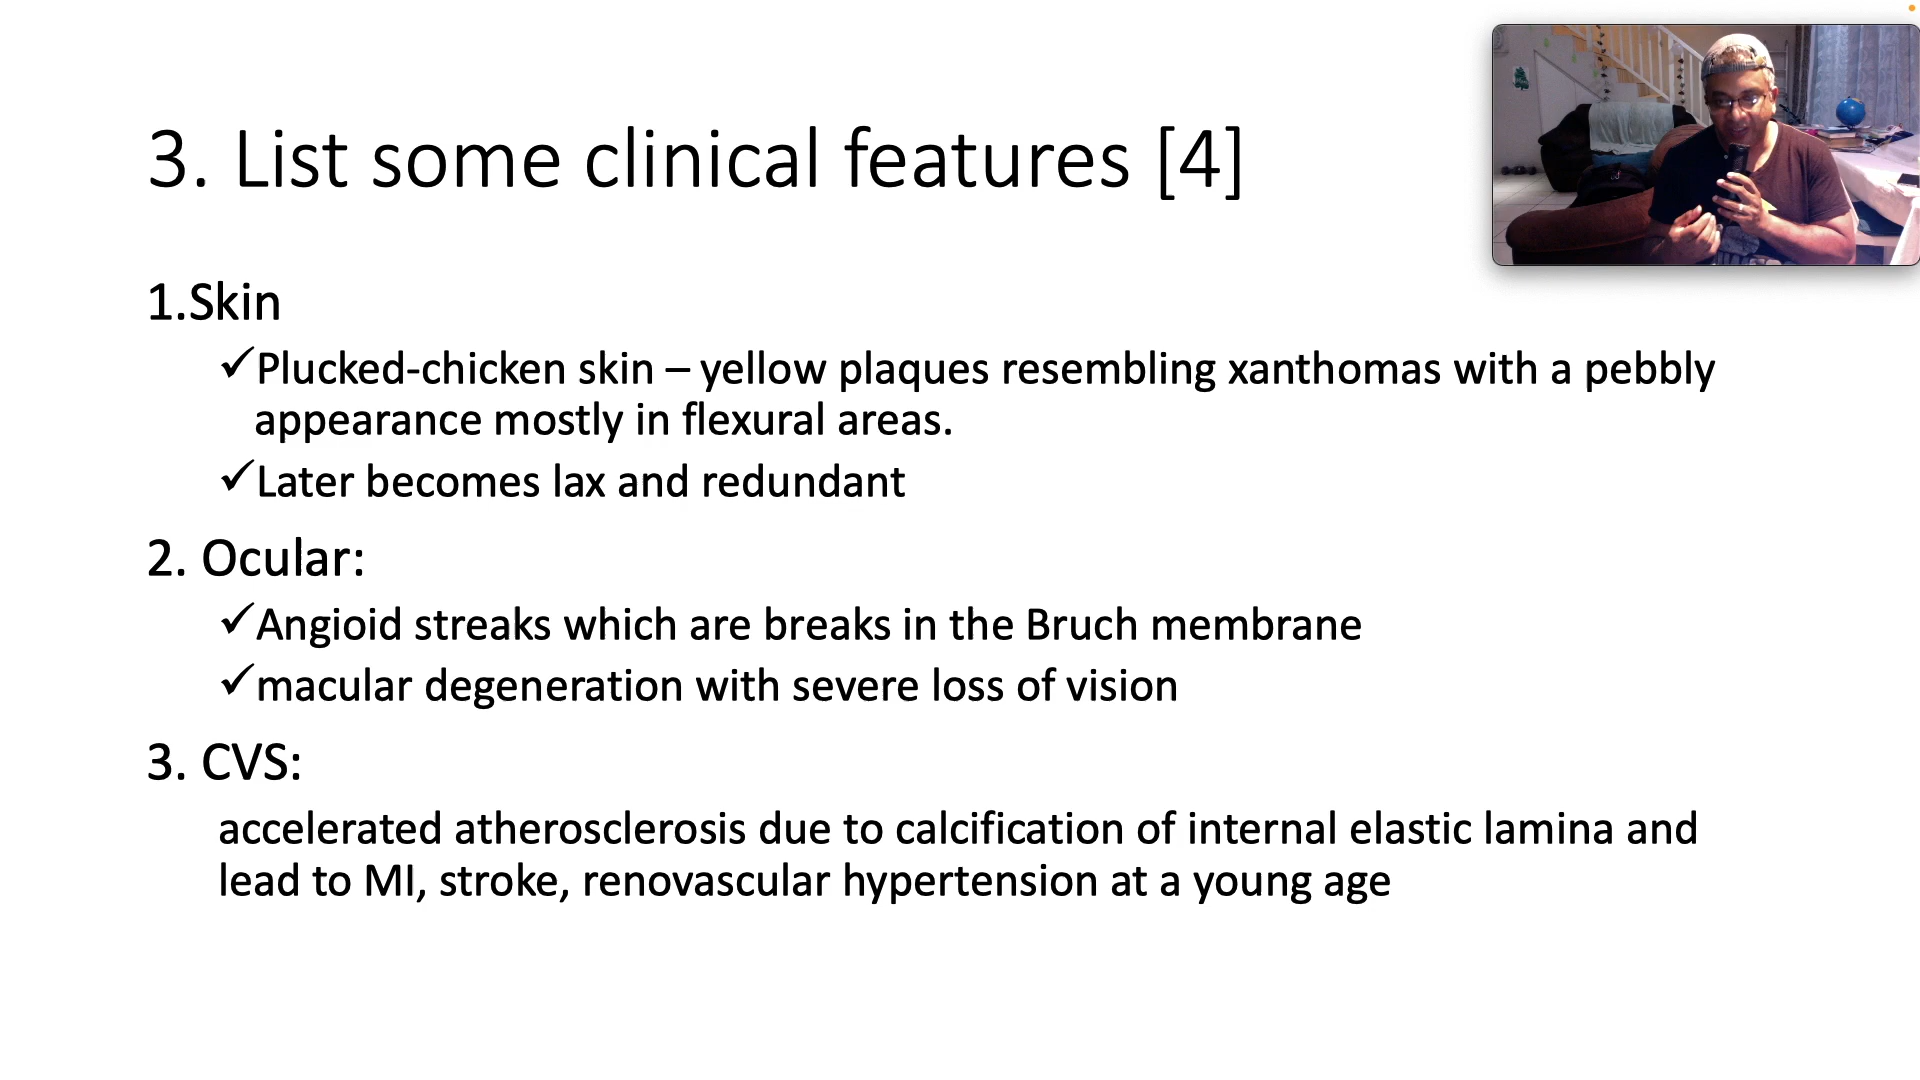 3. List some clinical features [4]
1.Skin
✓Plucked-chicken skin – yellow plaques resembling xanthomas with a pebbly
appearance mostly in flexural areas.
✓Later becomes lax and redundant
2. Ocular:
✓Angioid streaks which are breaks in the Bruch membrane
✓macular degeneration with severe loss of vision
3. CVS:
accelerated atherosclerosis due to calcification of internal elastic lamina and
lead to MI, stroke, renovascular hypertension at a young age